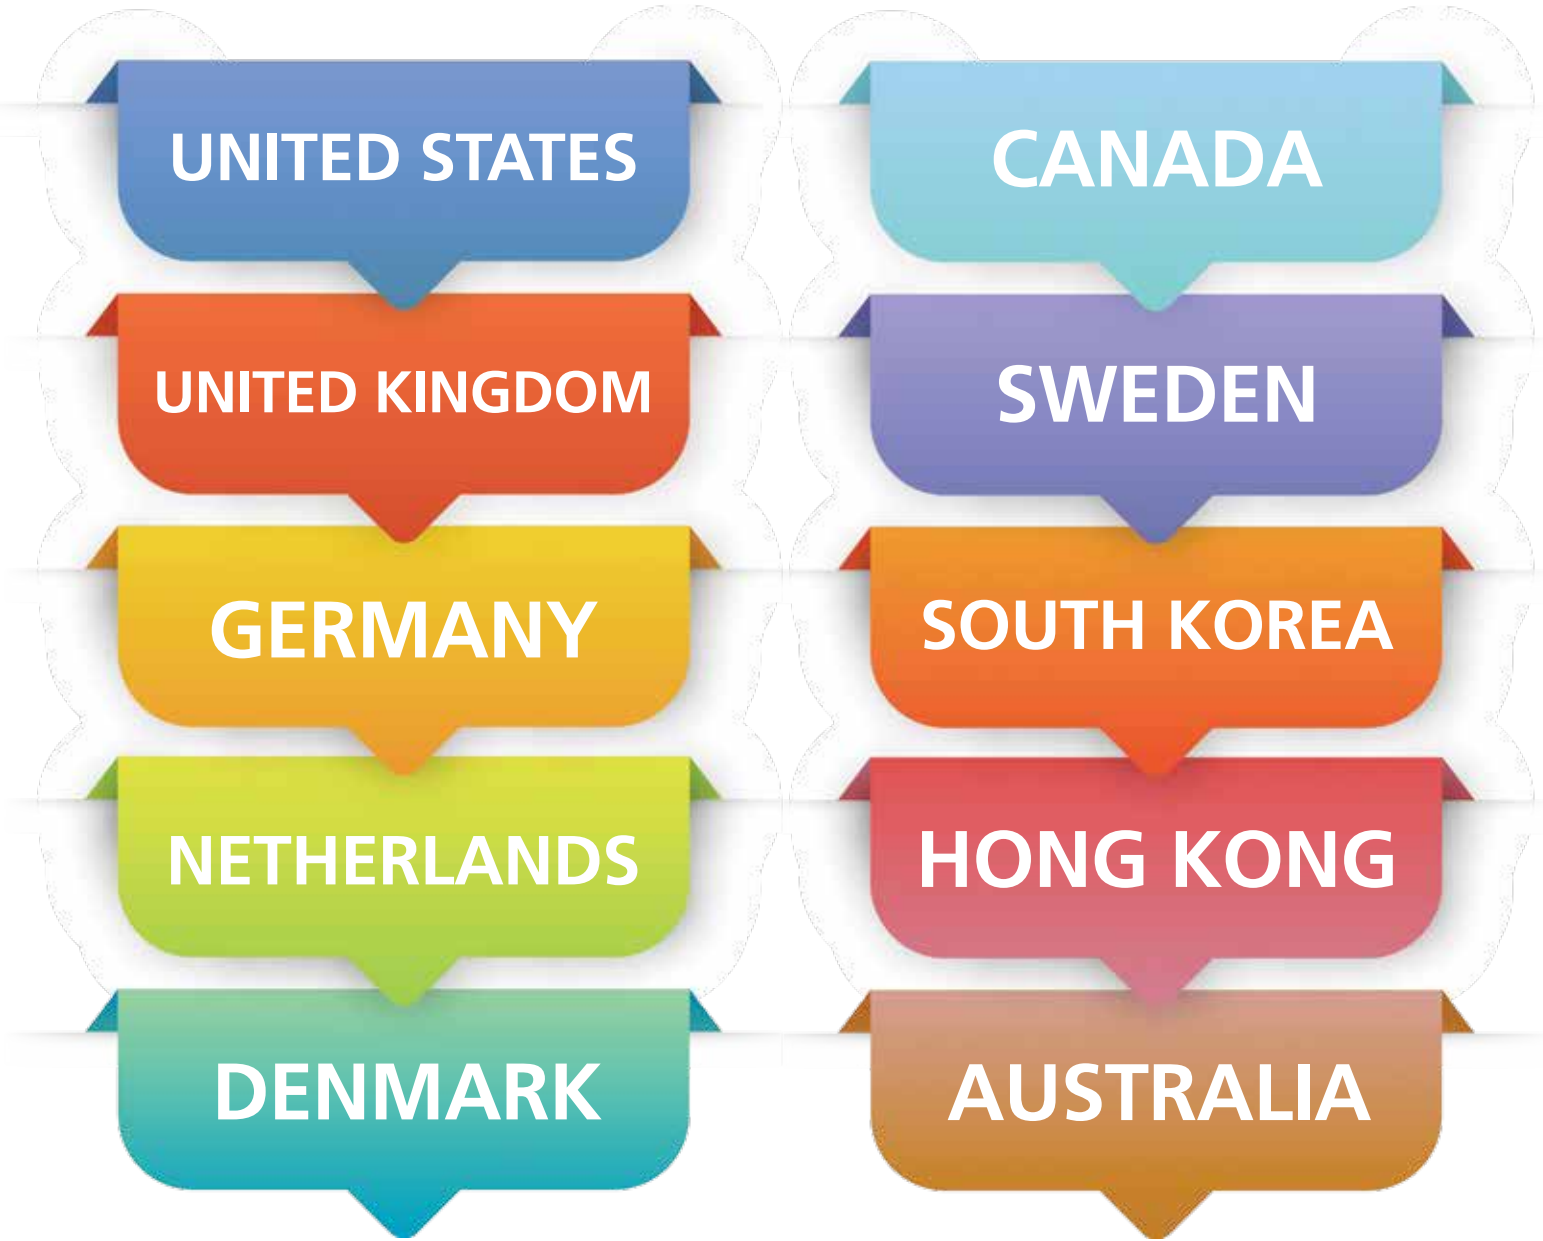 UNITED STATES
UNITED KINGDOM
GERMANY
NETHERLANDS
DENMARK
CANADA
SWEDEN
SOUTH KOREA
HONG KONG
AUSTRALIA